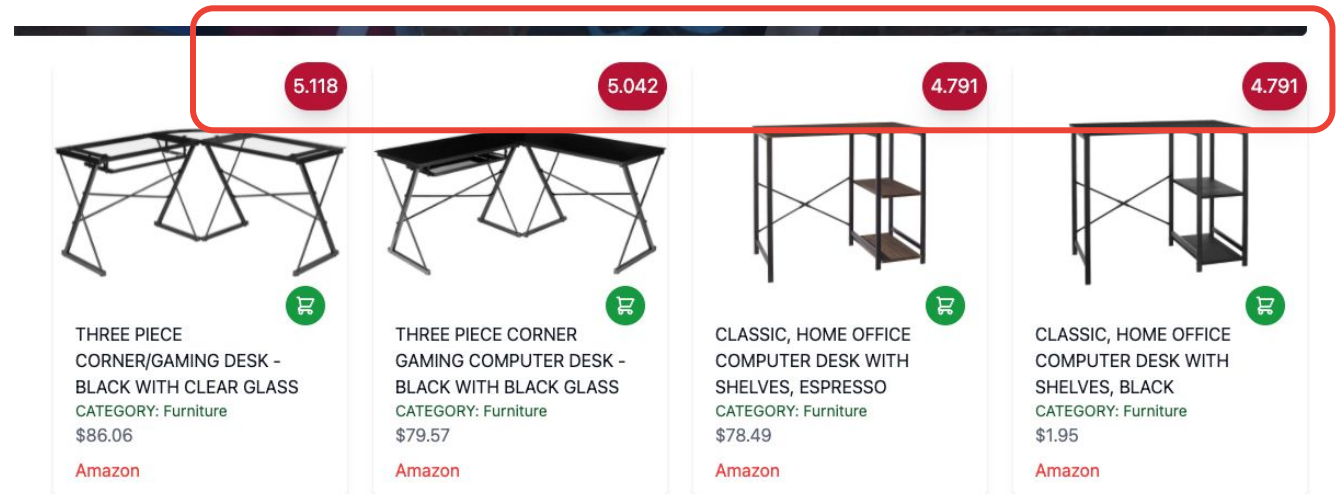 5.118
5.042
4.791
4.791
THREE PIECE
CORNER/GAMING DESK -
BLACK WITH CLEAR GLASS
CATEGORY: Furniture
$86.06
Amazon
THREE PIECE CORNER
GAMING COMPUTER DESK -
BLACK WITH BLACK GLASS
CATEGORY: Furniture
$79.57
Amazon
CLASSIC, HOME OFFICE
COMPUTER DESK WITH
SHELVES, ESPRESSO
CATEGORY: Furniture
$78.49
Amazon
CLASSIC, HOME OFFICE
COMPUTER DESK WITH
SHELVES, BLACK
CATEGORY: Furniture
$1.95
Amazon